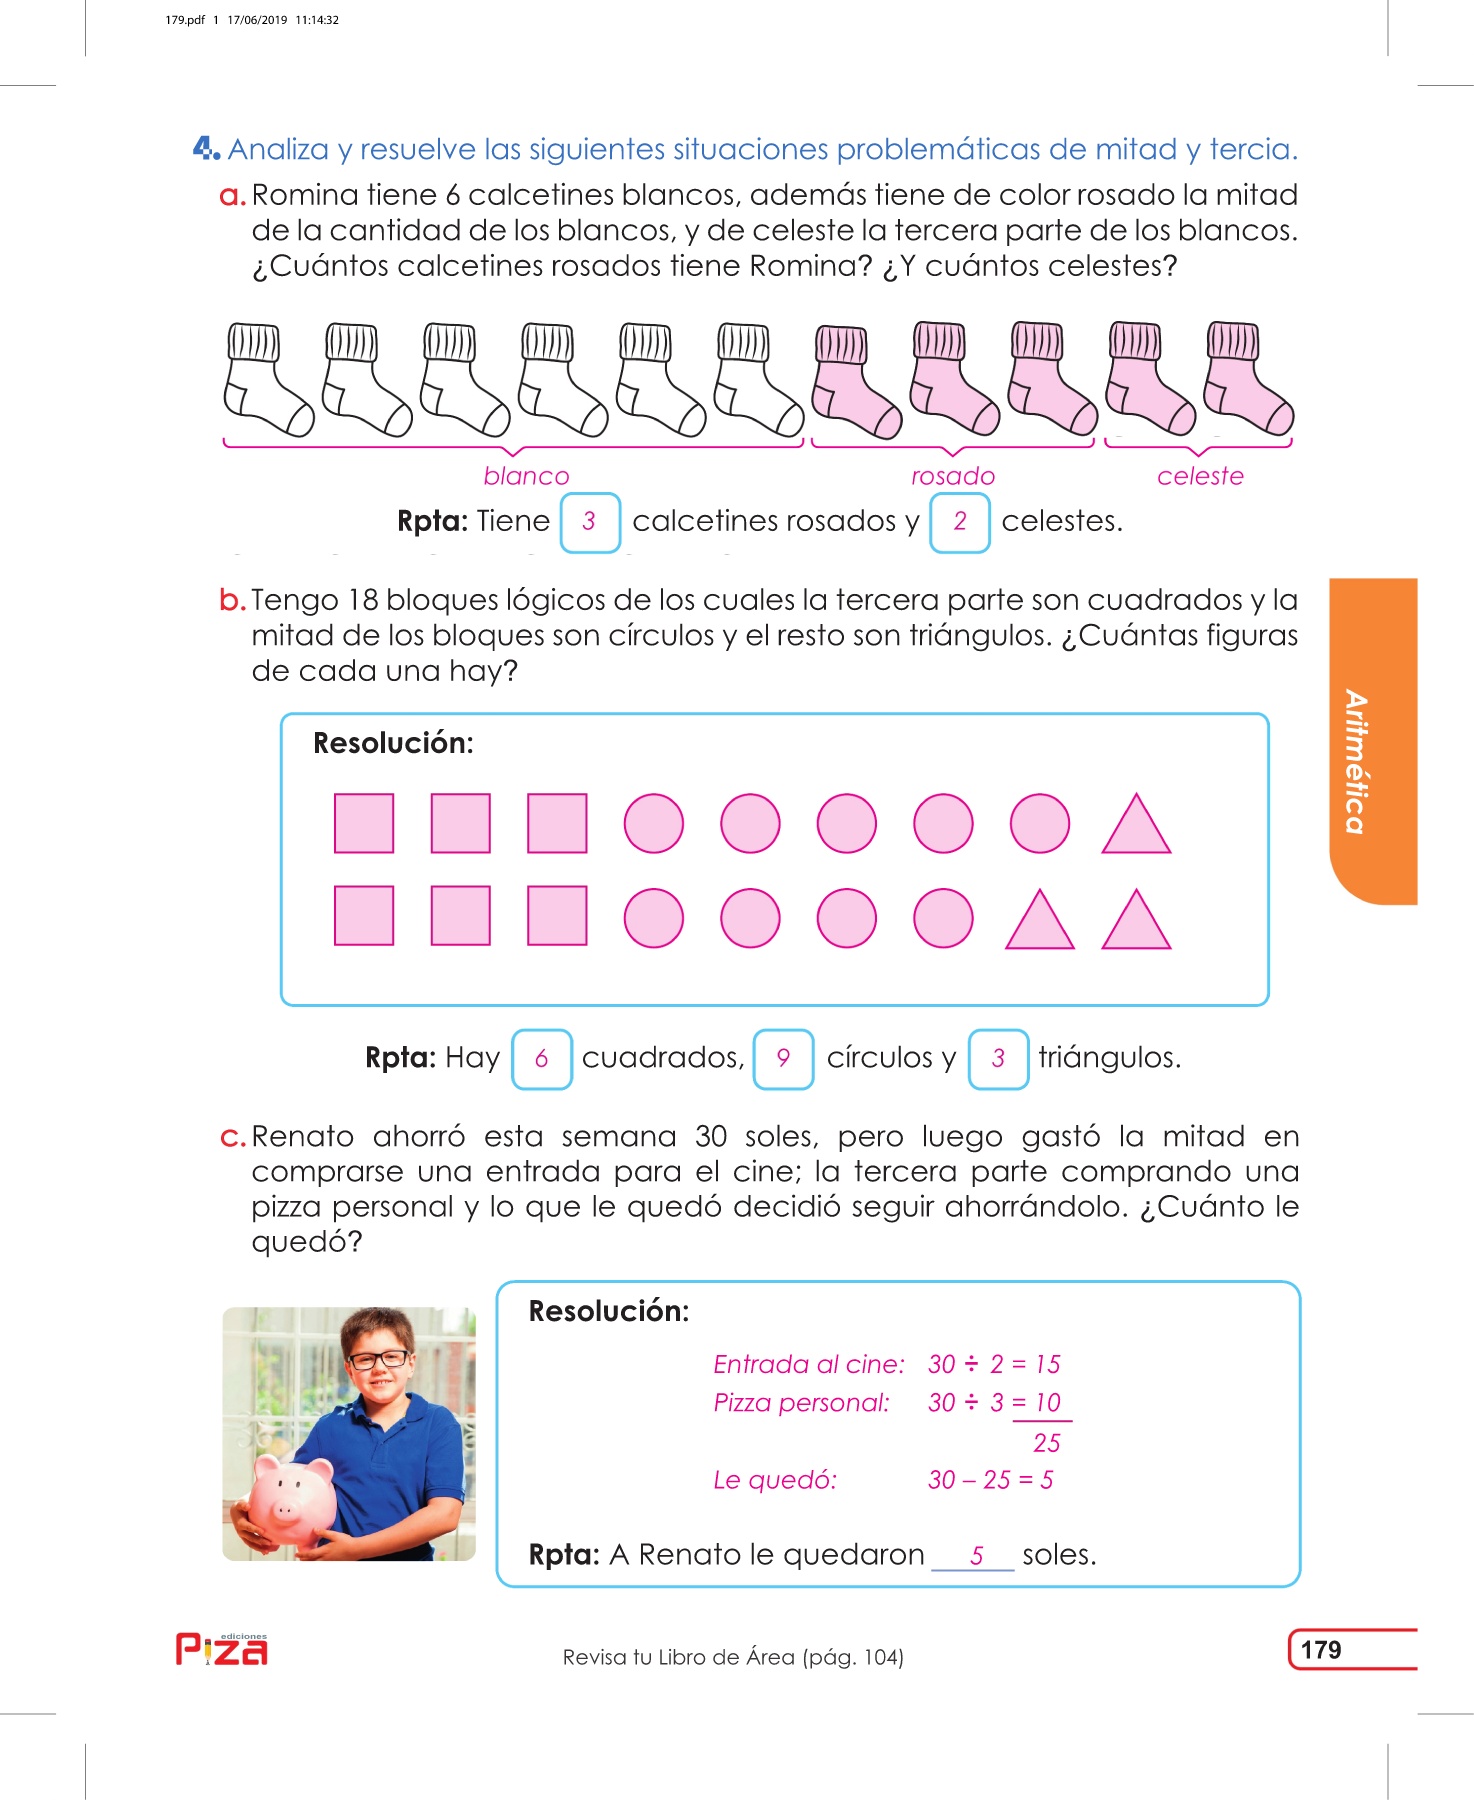 179.pdf 1 17/06/2019 11:14:32
4. Analiza y resuelve las siguientes situaciones problemáticas de mitad y tercia.
a. Romina tiene 6 calcetines blancos, además tiene de color rosado la mitad
de la cantidad de los blancos, y de celeste la tercera parte de los blancos.
¿Cuántos calcetines rosados tiene Romina? ¿Y cuántos celestes?
blanco rosado celeste
Rpta: Tiene 3 calcetines rosados y 2 celestes.
b. Tengo 18 bloques lógicos de los cuales la tercera parte son cuadrados y la
mitad de los bloques son círculos y el resto son triángulos. ¿Cuántas figuras
de cada una hay?
Aritmética
Resolución:
Rpta: Hay 6 cuadrados, 9 círculos y 3 triángulos.
c. Renato ahorró esta semana 30 soles, pero luego gastó la mitad en
comprarse una entrada para el cine; la tercera parte comprando una
pizza personal y lo que le quedó decidió seguir ahorrándolo. ¿Cuánto le
quedó?
Resolución:
Entrada al cine: 30 ÷ 2 = 15
Pizza personal: 30 ÷ 3 = 10
25
Le quedó: 30 – 25 = 5
Rpta: A Renato le quedaron 5 soles.
ediciones
Piza
Revisa tu Libro de Área (pág. 104)
179